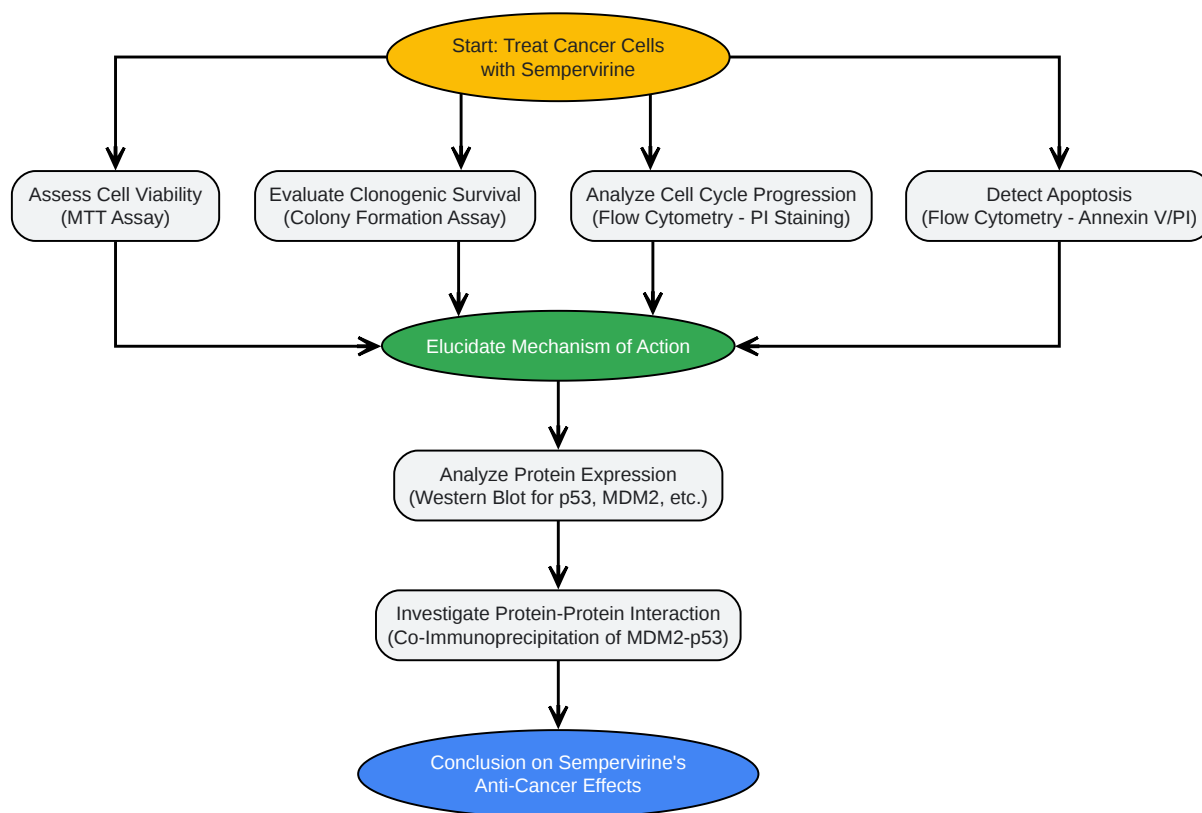 Start: Treat Cancer Cells
with Sempervirine
Assess Cell Viability
(MTT Assay)
Evaluate Clonogenic Survival
(Colony Formation Assay)
Analyze Cell Cycle Progression
(Flow Cytometry - PI Staining)
Detect Apoptosis
(Flow Cytometry - Annexin V/PI)
Elucidate Mechanism of Action
Analyze Protein Expression
(Western Blot for p53, MDM2, etc.)
Investigate Protein-Protein Interaction
(Co-Immunoprecipitation of MDM2-p53)
Conclusion on Sempervirine's
Anti-Cancer Effects